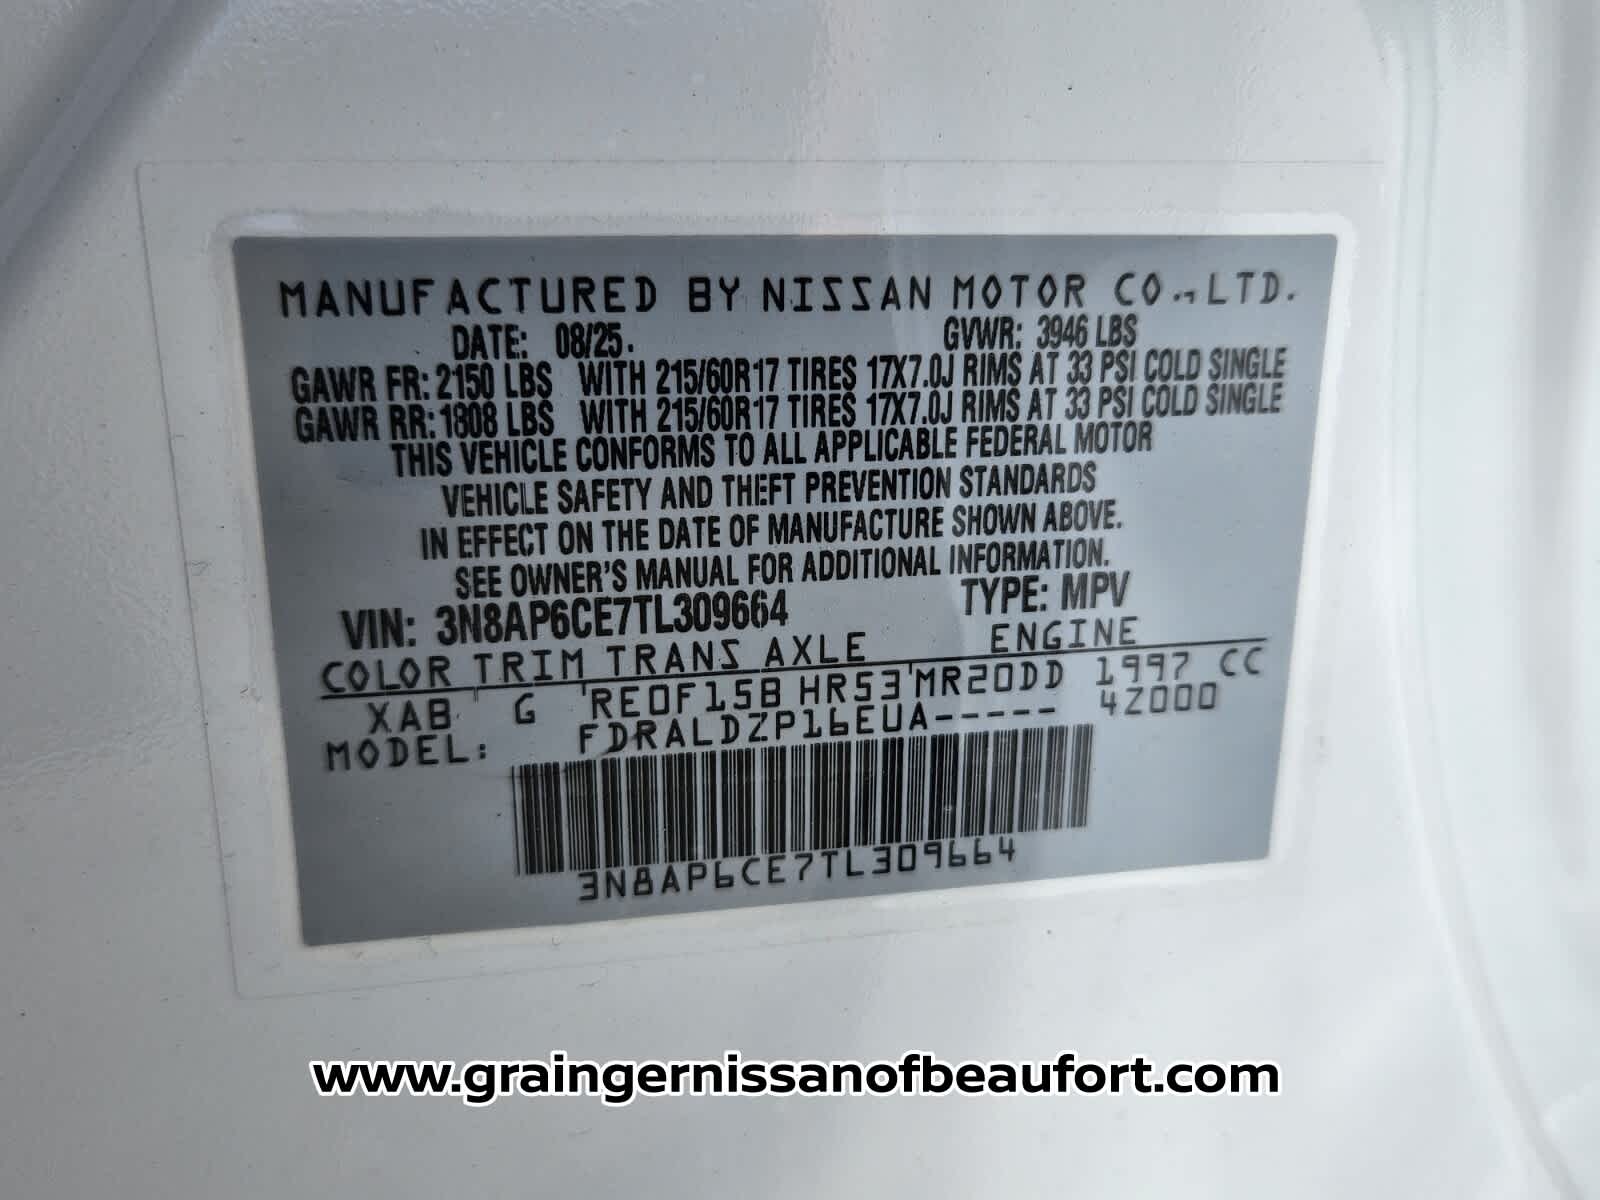 MANUFACTURED BY NISSAN MOTOR CO., LTD.
DATE: 08/25. GVWR: 3946 LBS
GAWR FR: 2150 LBS WITH 215/60R17 TIRES 17X7.0J RIMS AT 33 PSI COLD SINGLE
GAWR RR: 1808 LBS WITH 215/60R17 TIRES 17X7.0J RIMS AT 33 PSI COLD SINGLE
THIS VEHICLE CONFORMS TO ALL APPLICABLE FEDERAL MOTOR
VEHICLE SAFETY AND THEFT PREVENTION STANDARDS
IN EFFECT ON THE DATE OF MANUFACTURE SHOWN ABOVE.
SEE OWNER'S MANUAL FOR ADDITIONAL INFORMATION.
VIN: 3N8AP6CE7TL309664 TYPE: MPV
COLOR TRIM TRANS AXLE ENGINE
XAB G RE0F15B HR53 MR20DD 1997 CC
MODEL: FDRALDZP16EUA----- 4Z000
3N8AP6CE7TL309664
www.graingernissanofbeaufort.com